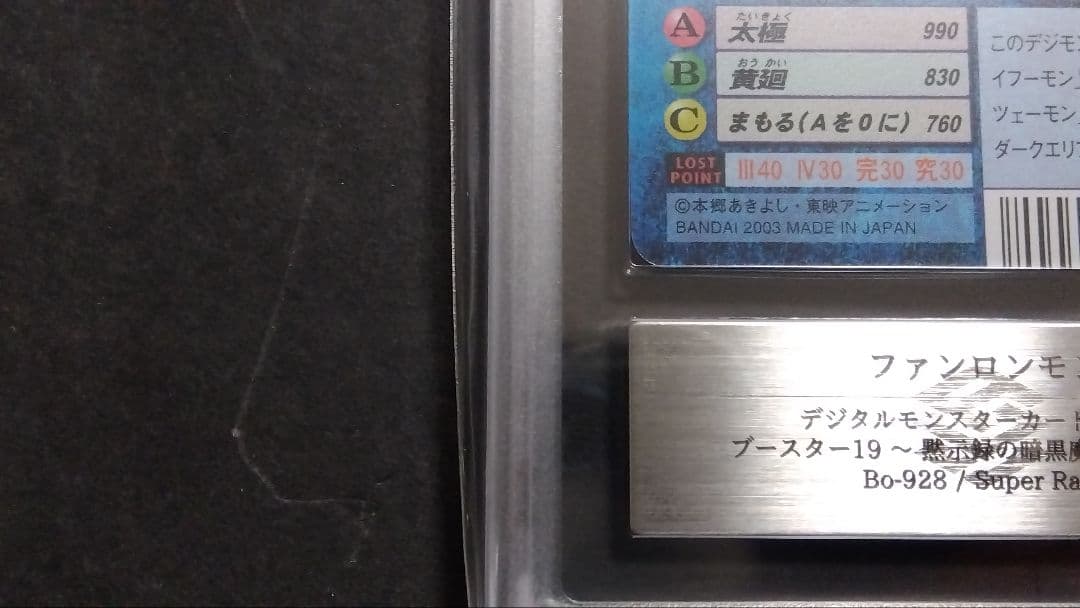 A 太極 たいきょく 990
B 黄廻 おうかい 830
C まもる(Aを0に) 760
LOST POINT Ⅲ40 Ⅳ30 完30 究30
©本郷あきよし・東映アニメーション
BANDAI 2003 MADE IN JAPAN
このデジモ
イフーモン
ツェーモン
ダークエリ
ファンロンモ
デジタルモンスターカード
ブースター19 ～ 黙示録の暗黒
Bo-928 / Super Ra